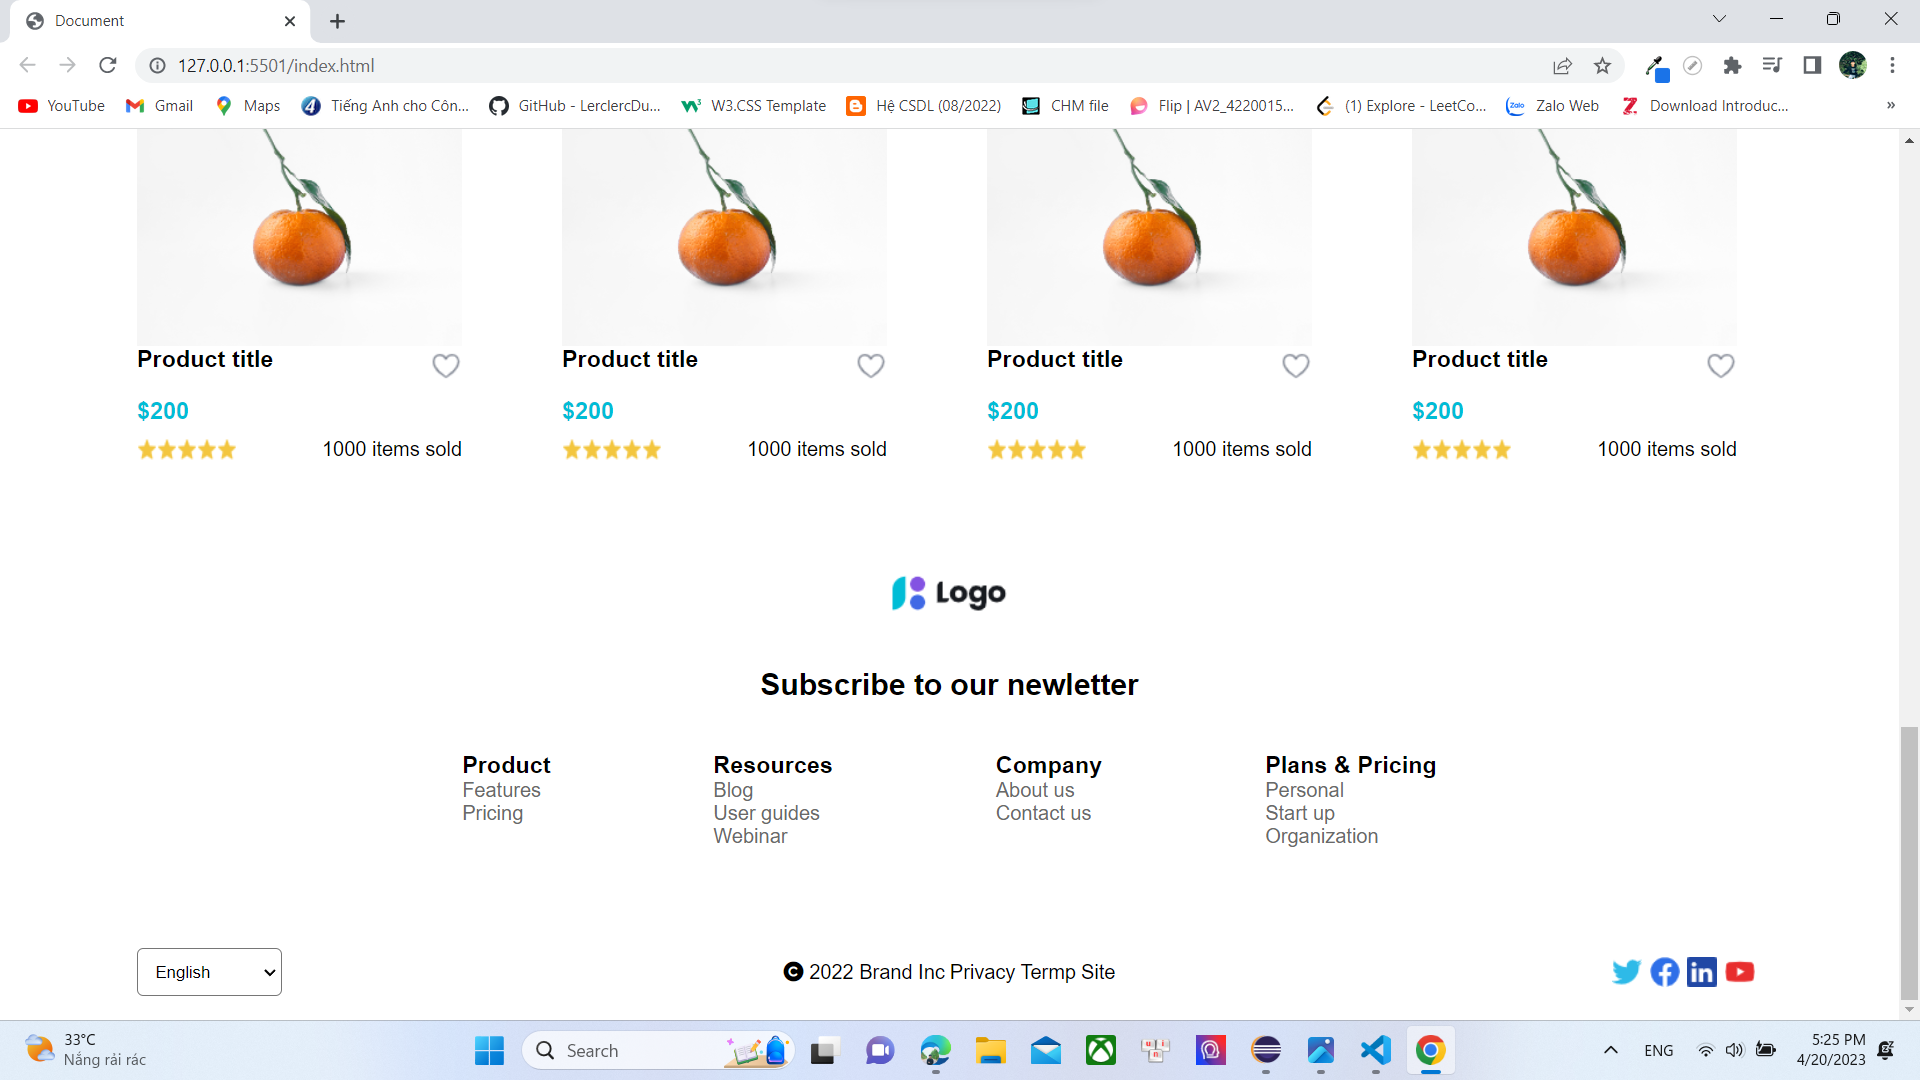 Document
127.0.0.1:5501/index.html
YouTube Gmail Maps Tiếng Anh cho Côn... GitHub - LerclercDu... W3.CSS Template Hệ CSDL (08/2022) CHM file Flip | AV2_4220015... (1) Explore - LeetCo... Zalo Web Download Introduc... »
Product title Product title Product title Product title
$200 $200 $200 $200
1000 items sold 1000 items sold 1000 items sold 1000 items sold
Logo
Subscribe to our newletter
Product Resources Company Plans & Pricing
Features Blog About us Personal
Pricing User guides Contact us Start up
Webinar Organization
English © 2022 Brand Inc Privacy Termp Site
33°C
Nắng rải rác
Search
ENG
5:25 PM
4/20/2023